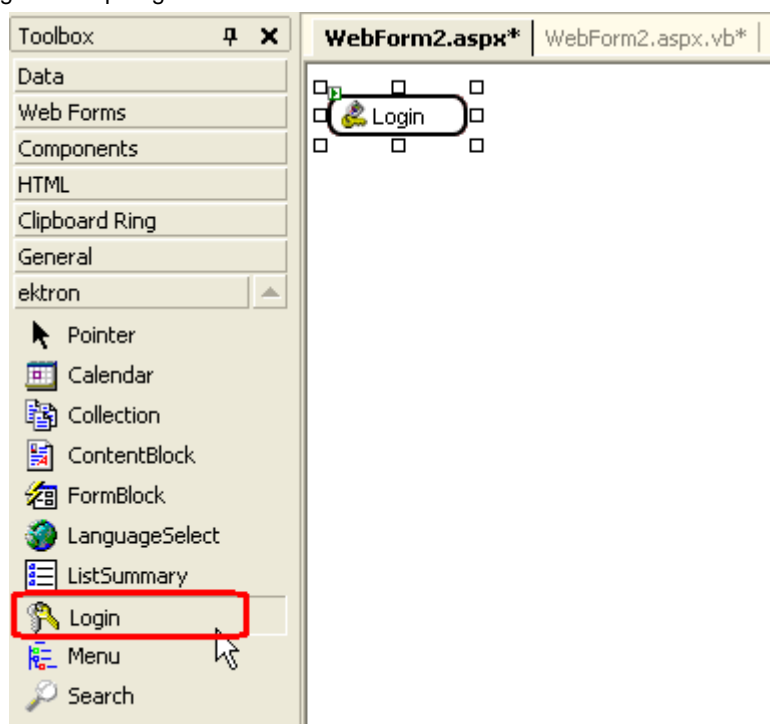 Toolbox
WebForm2.aspx* WebForm2.aspx.vb*
Data
Web Forms
Login
Components
HTML
Clipboard Ring
General
ektron
Pointer
Calendar
Collection
ContentBlock
FormBlock
LanguageSelect
ListSummary
Login
Menu
Search